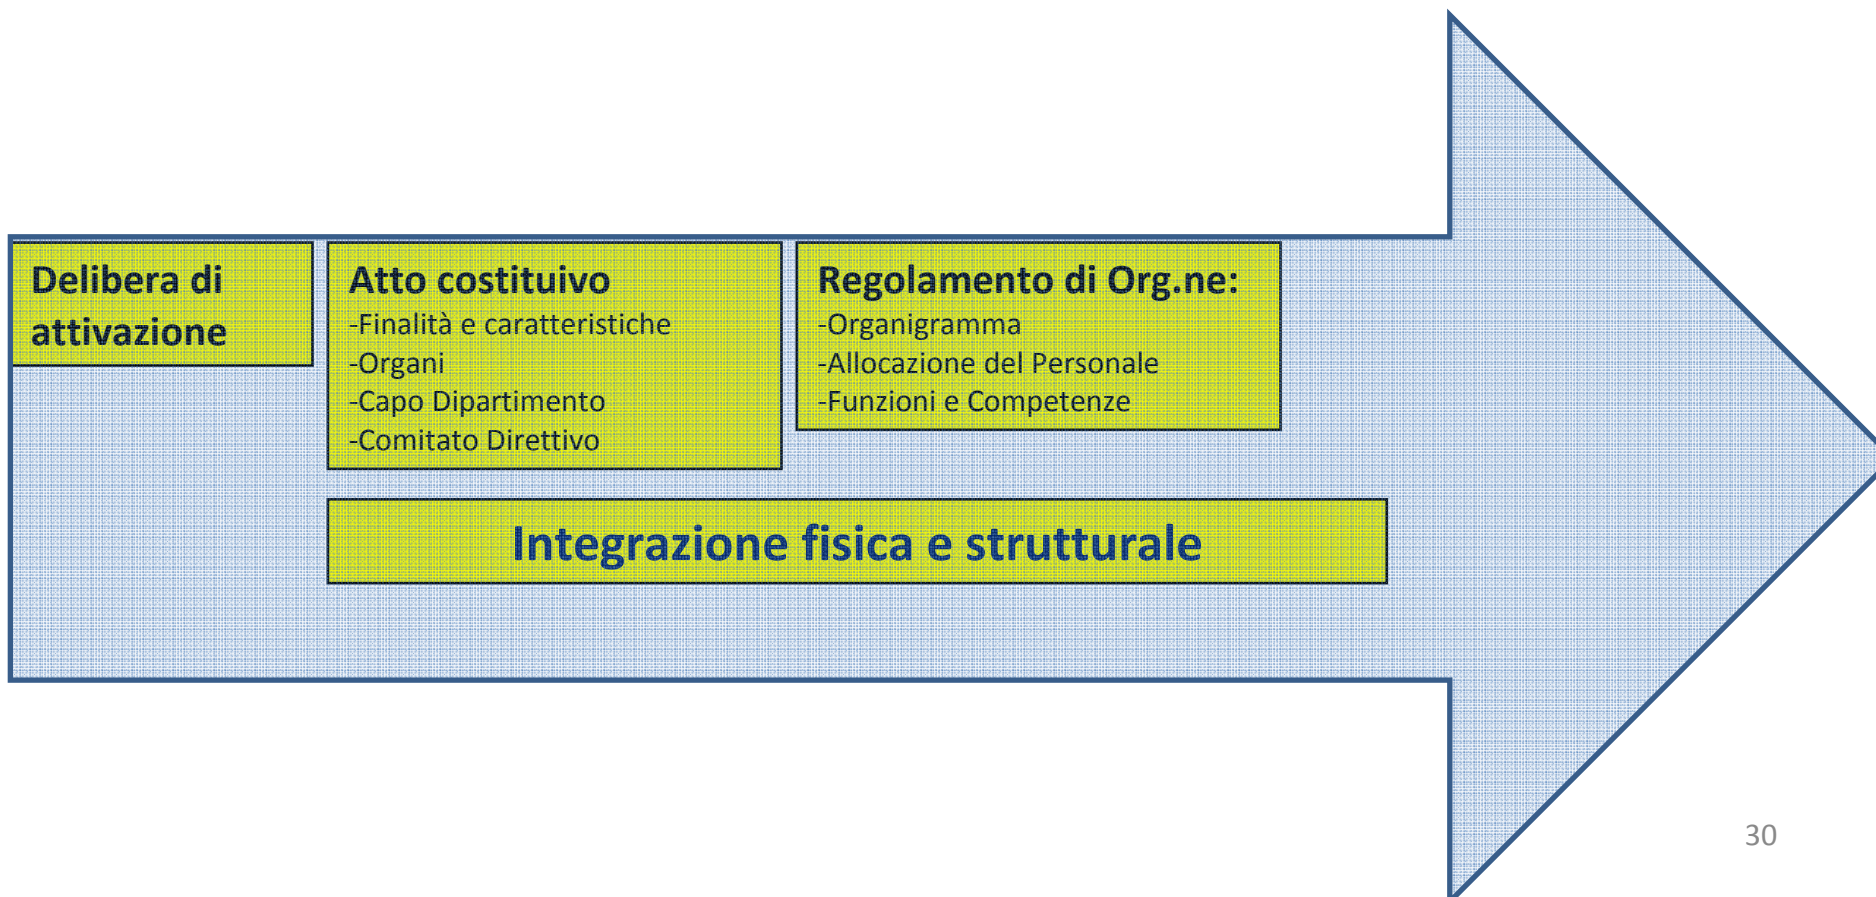 Delibera di
attivazione
Atto costituivo
-Finalità e caratteristiche
-Organi
-Capo Dipartimento
-Comitato Direttivo
Regolamento di Org.ne:
-Organigramma
-Allocazione del Personale
-Funzioni e Competenze
Integrazione fisica e strutturale
30